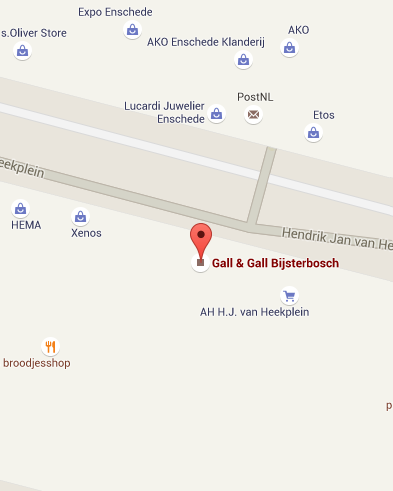 Expo Enschede
s.Oliver Store
AKO
AKO Enschede Klanderij
PostNL
Lucardi Juwelier
Enschede
Etos
eekplein
HEMA
Xenos
Hendrik Jan van He
Gall & Gall Bijsterbosch
AH H.J. van Heekplein
broodjesshop
p